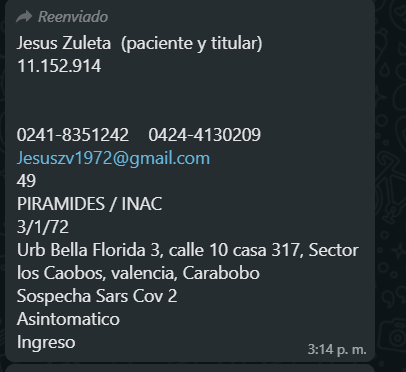 Reenviado
Jesus Zuleta (paciente y titular)
11.152.914
0241-8351242 0424-4130209
Jesuszv1972@gmail.com
49
PIRAMIDES / INAC
3/1/72
Urb Bella Florida 3, calle 10 casa 317, Sector
los Caobos, valencia, Carabobo
Sospecha Sars Cov 2
Asintomatico
Ingreso
3:14 p. m.